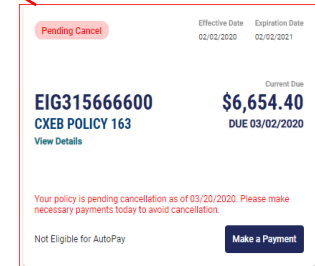 Pending Cancel
Effective Date Expiration Date
02/02/2020 02/02/2021
Current Due
EIG315666600 $6,654.40
CXEB POLICY 163 DUE 03/02/2020
View Details
Your policy is pending cancellation as of 03/20/2020. Please make
necessary payments today to avoid cancellation.
Not Eligible for AutoPay Make a Payment